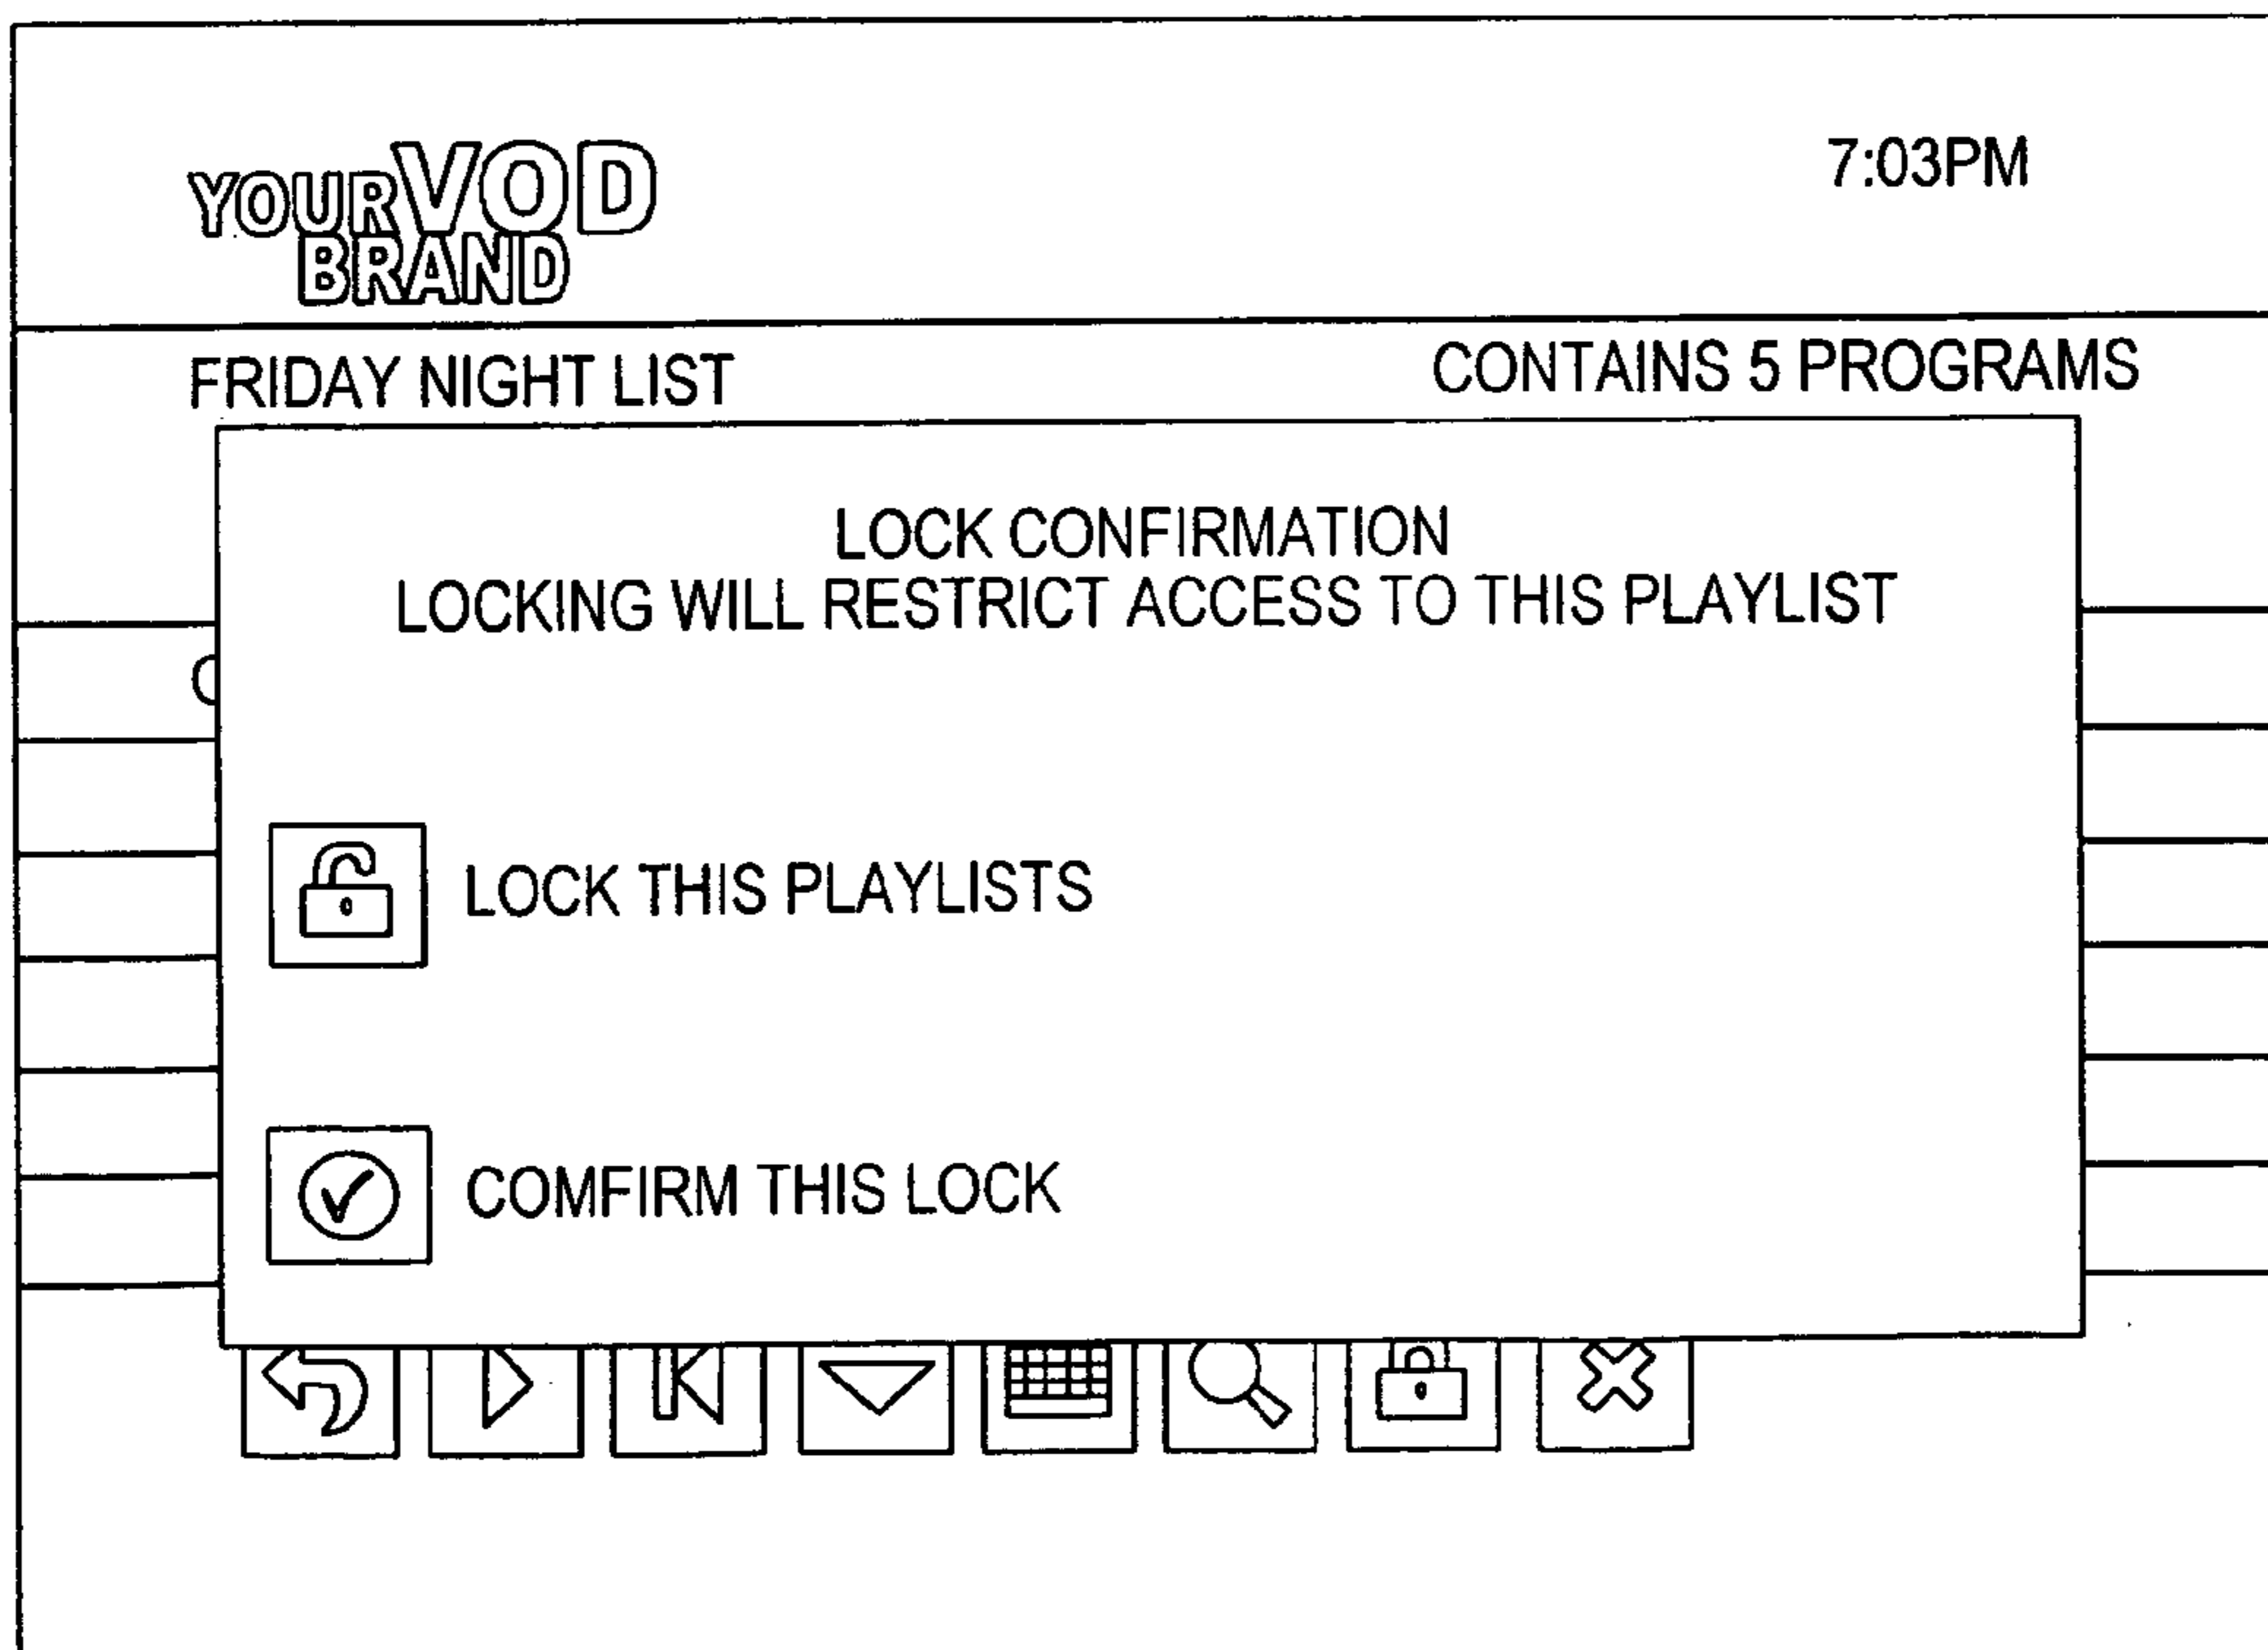 YOUR VOD
BRAND
7:03PM
FRIDAY NIGHT LIST
CONTAINS 5 PROGRAMS
LOCK CONFIRMATION
LOCKING WILL RESTRICT ACCESS TO THIS PLAYLIST
LOCK THIS PLAYLISTS
COMFIRM THIS LOCK